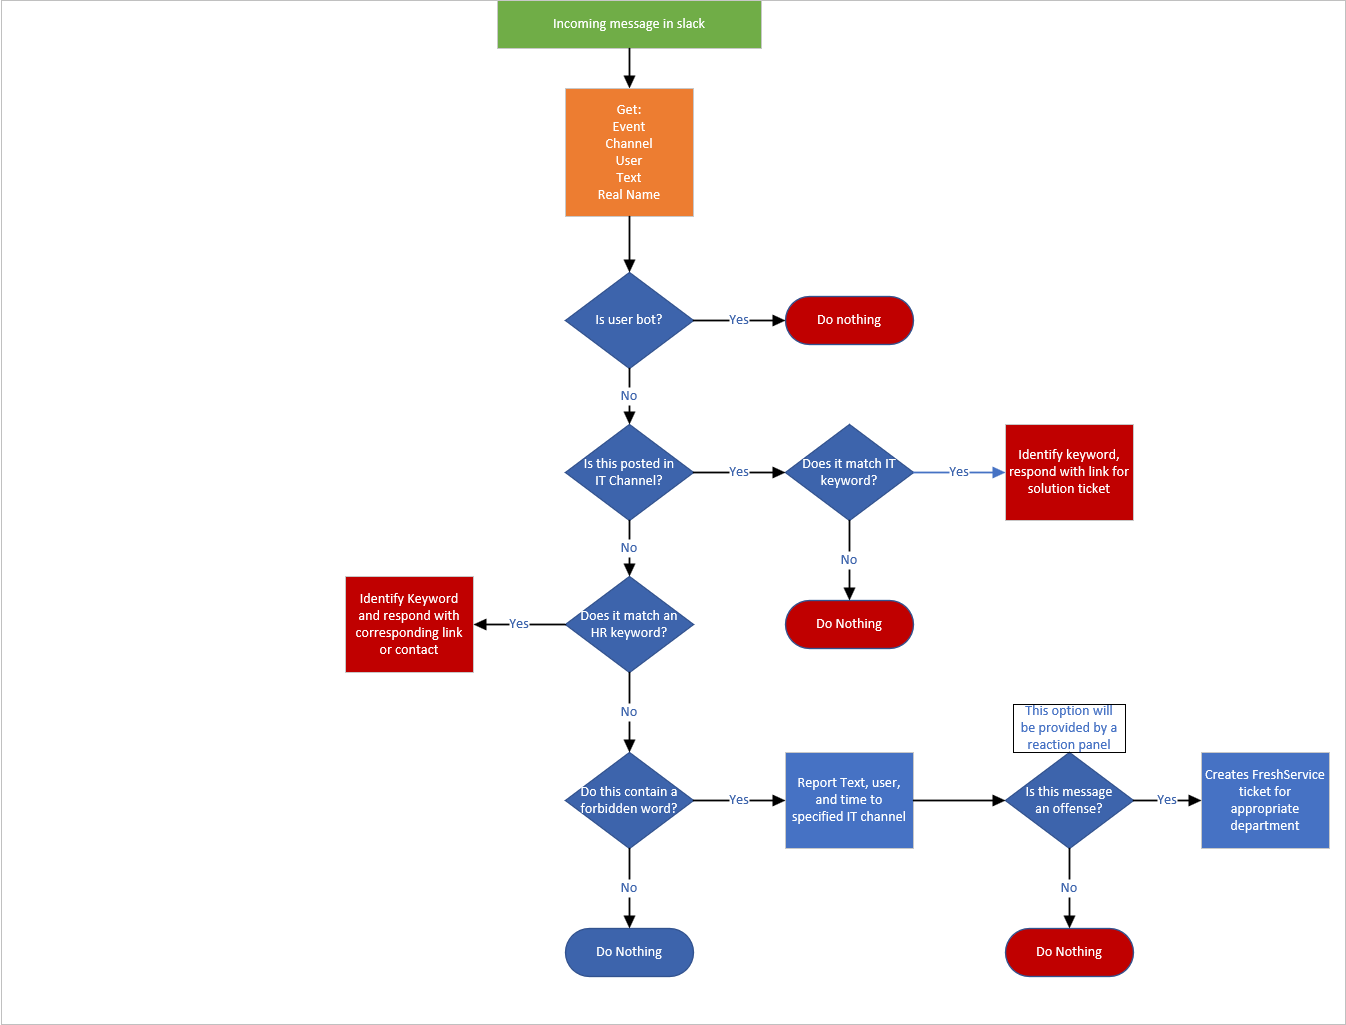 Incoming message in slack
Get:
Event
Channel
User
Text
Real Name
Is user bot?
Yes
Do nothing
No
Is this posted in
IT Channel?
Yes
Does it match IT
keyword?
Yes
Identify keyword,
respond with link for
solution ticket
No
No
Do Nothing
Identify Keyword
and respond with
corresponding link
or contact
Yes
Does it match an
HR keyword?
No
This option will
be provided by a
reaction panel
Do this contain a
forbidden word?
Yes
Report Text, user,
and time to
specified IT channel
Is this message
an offense?
Yes
Creates FreshService
ticket for
appropriate
department
No
No
Do Nothing
Do Nothing